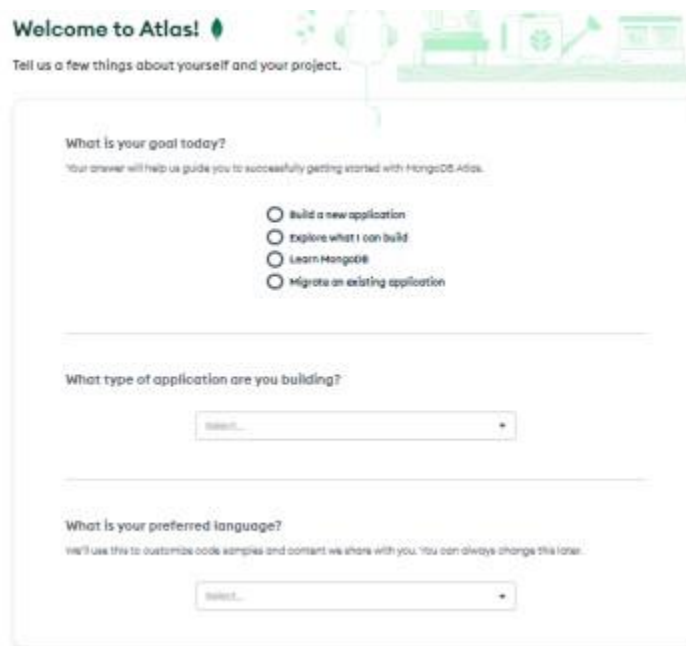 Welcome to Atlas!
Tell us a few things about yourself and your project.
What is your goal today?
Your answer will help us guide you to successfully getting started with MongoDB Atlas.
Build a new application
Explore what I can build
Learn MongoDB
Migrate an existing application
What type of application are you building?
Select...
What is your preferred language?
We'll use this to customize code samples and content we share with you. You can always change this later.
Select...